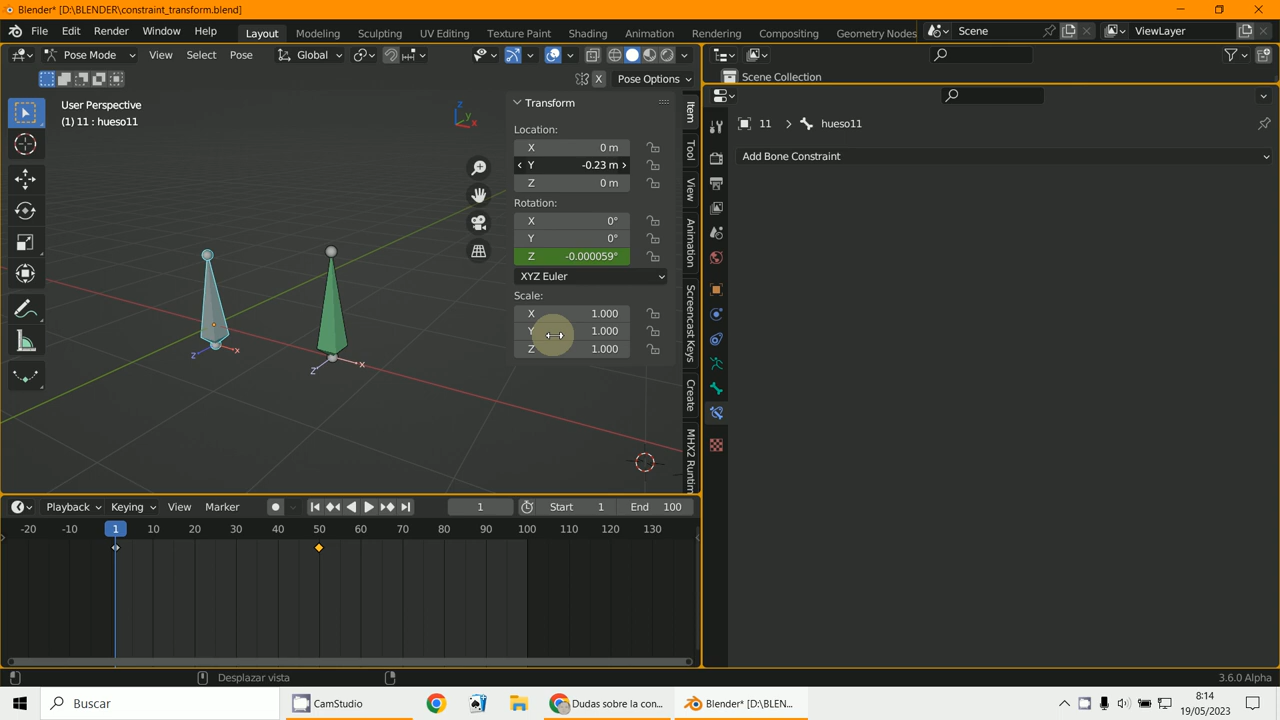 Blender* [D:\BLENDER\constraint_transform.blend]
File Edit Render Window Help Layout Modeling Sculpting UV Editing Texture Paint Shading Animation Rendering Compositing Geometry Nodes Scene ViewLayer
Pose Mode View Select Pose Global
X Pose Options
Scene Collection
User Perspective
(1) 11 : hueso11
Z Y X
Transform
Location:
X 0 m
Y -0.23 m
Z 0 m
Rotation:
X 0°
Y 0°
Z -0.000059°
XYZ Euler
Scale:
X 1.000
Y 1.000
Z 1.000
Item
Tool
View
Animation
Screencast Keys
Create
MHX2 Runtim
z x
z x
11 > hueso11
Add Bone Constraint
Playback Keying View Marker 1 Start 1 End 100
-20 -10 1 10 20 30 40 50 60 70 80 90 100 110 120 130
Desplazar vista 3.6.0 Alpha
Buscar CamStudio Dudas sobre la con... Blender* [D:\BLEN... 8:14
19/05/2023